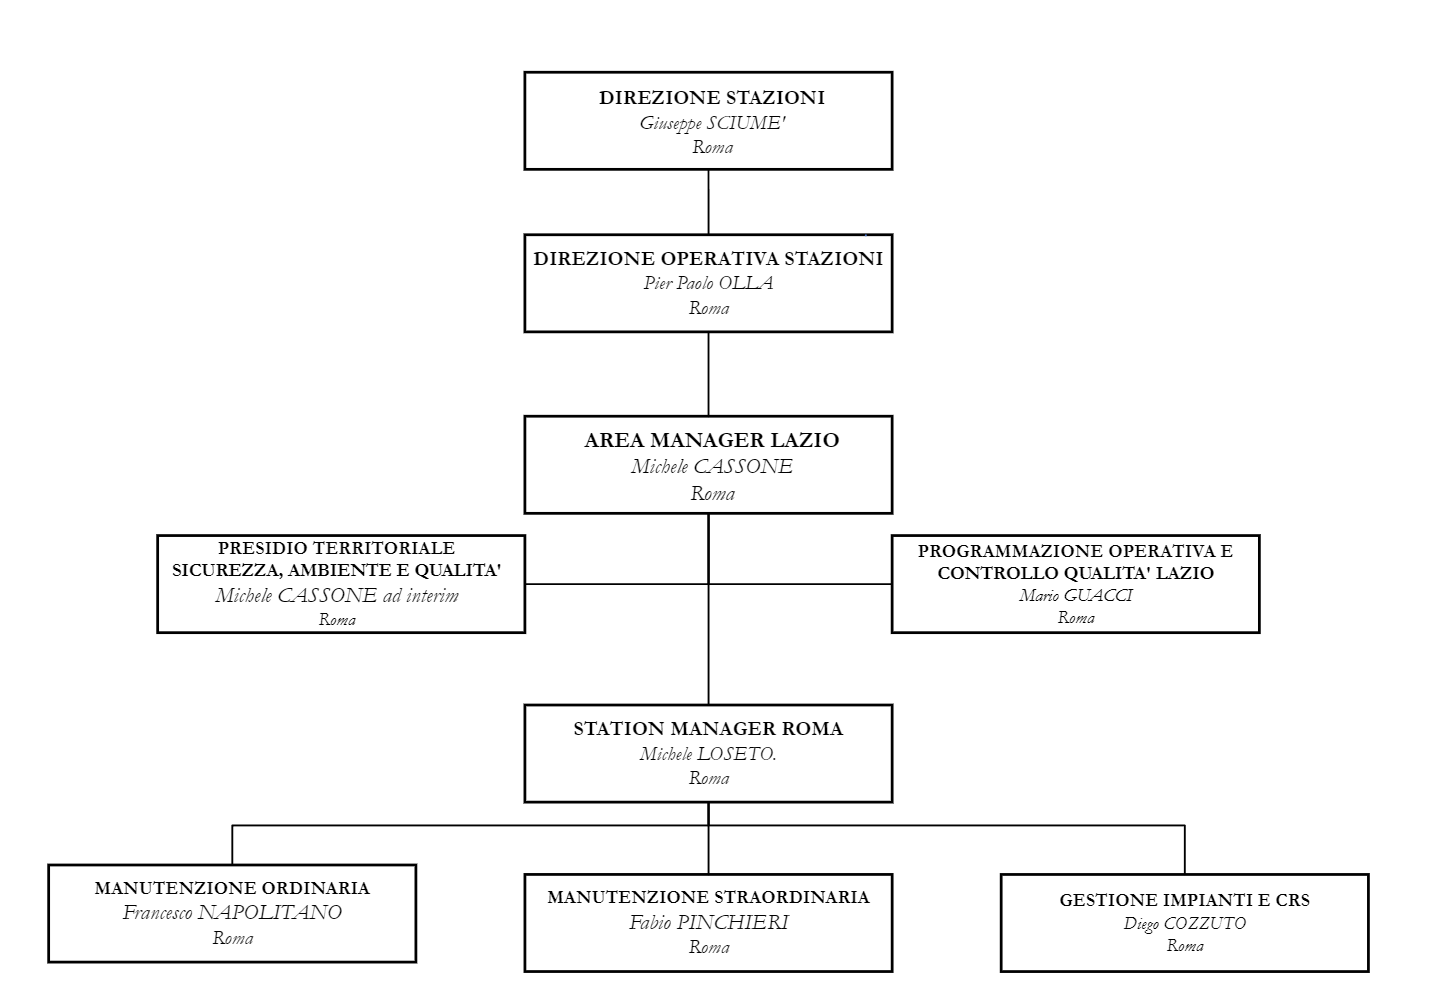 DIREZIONE STAZIONI
Giuseppe SCIUME'
Roma
DIREZIONE OPERATIVA STAZIONI
Pier Paolo OLLA
Roma
AREA MANAGER LAZIO
Michele CASSONE
Roma
PRESIDIO TERRITORIALE
SICUREZZA, AMBIENTE E QUALITA'
Michele CASSONE ad interim
Roma
PROGRAMMAZIONE OPERATIVA E
CONTROLLO QUALITA' LAZIO
Mario GUACCI
Roma
STATION MANAGER ROMA
Michele LOSETO.
Roma
MANUTENZIONE ORDINARIA
Francesco NAPOLITANO
Roma
MANUTENZIONE STRAORDINARIA
Fabio PINCHIERI
Roma
GESTIONE IMPIANTI E CRS
Diego COZZUTO
Roma